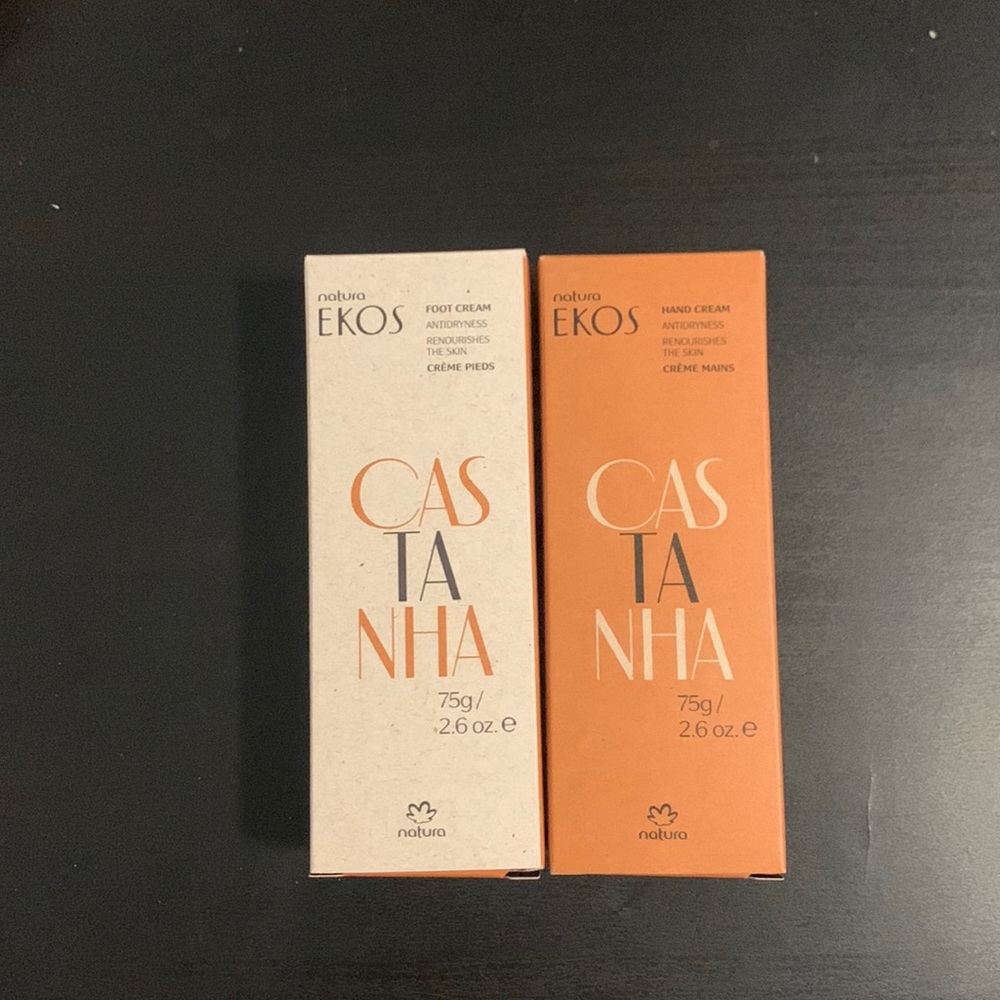 natura
EKOS
FOOT CREAM
ANTIDRYNESS
RENOURISHES
THE SKIN
CRÈME PIEDS
CAS
TA
NHA
75g /
2.6 oz. ℮
natura
natura
EKOS
HAND CREAM
ANTIDRYNESS
RENOURISHES
THE SKIN
CRÈME MAINS
CAS
TA
NHA
75g /
2.6 oz. ℮
natura